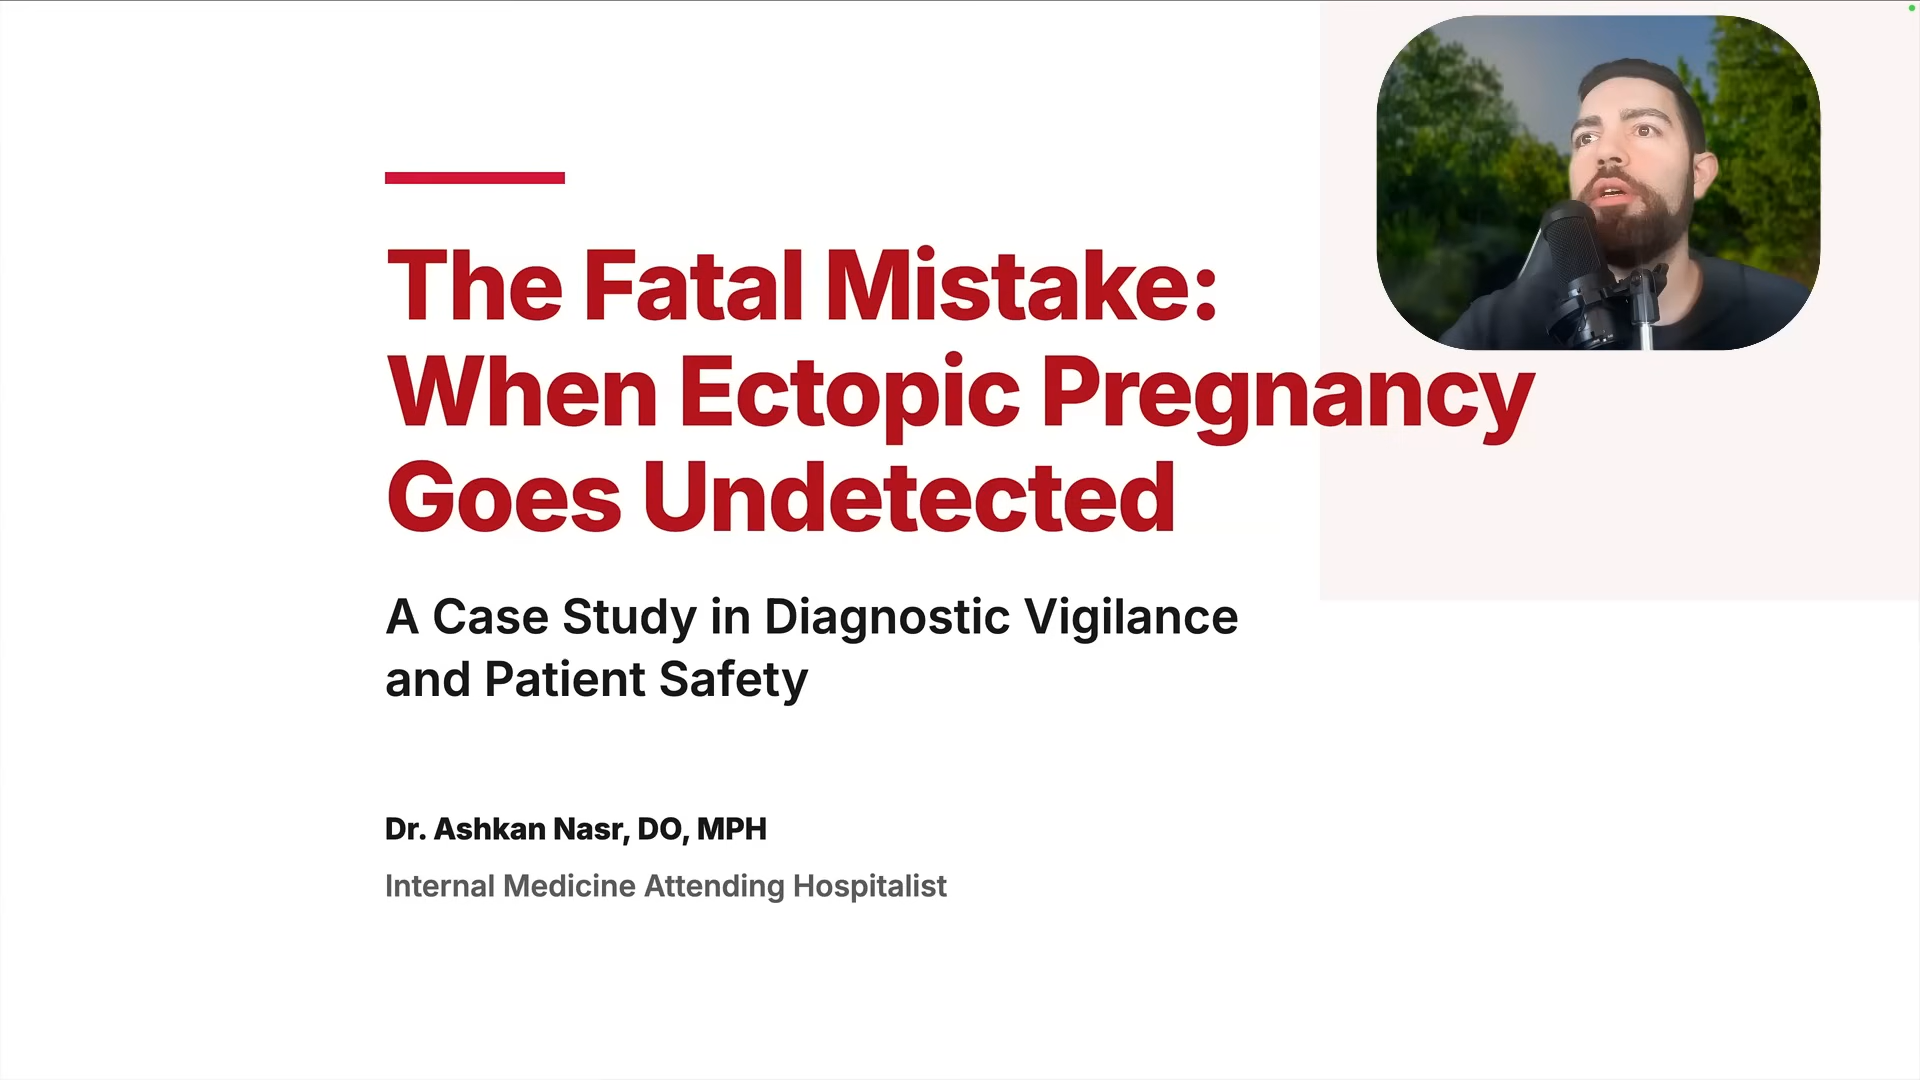 The Fatal Mistake:
When Ectopic Pregnancy
Goes Undetected
A Case Study in Diagnostic Vigilance
and Patient Safety
Dr. Ashkan Nasr, DO, MPH
Internal Medicine Attending Hospitalist